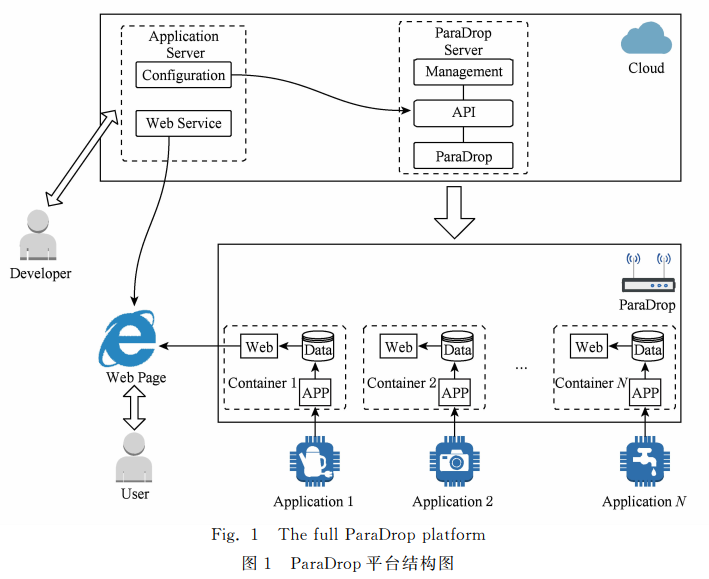 Application
Server
Configuration
Web Service
ParaDrop
Server
Management
API
ParaDrop
Cloud
Developer
ParaDrop
Web Page
User
Web
Data
Container 1
APP
Web
Data
Container 2
APP
...
Web
Data
Container N
APP
Application 1
Application 2
Application N
Fig. 1 The full ParaDrop platform
图 1 ParaDrop 平台结构图